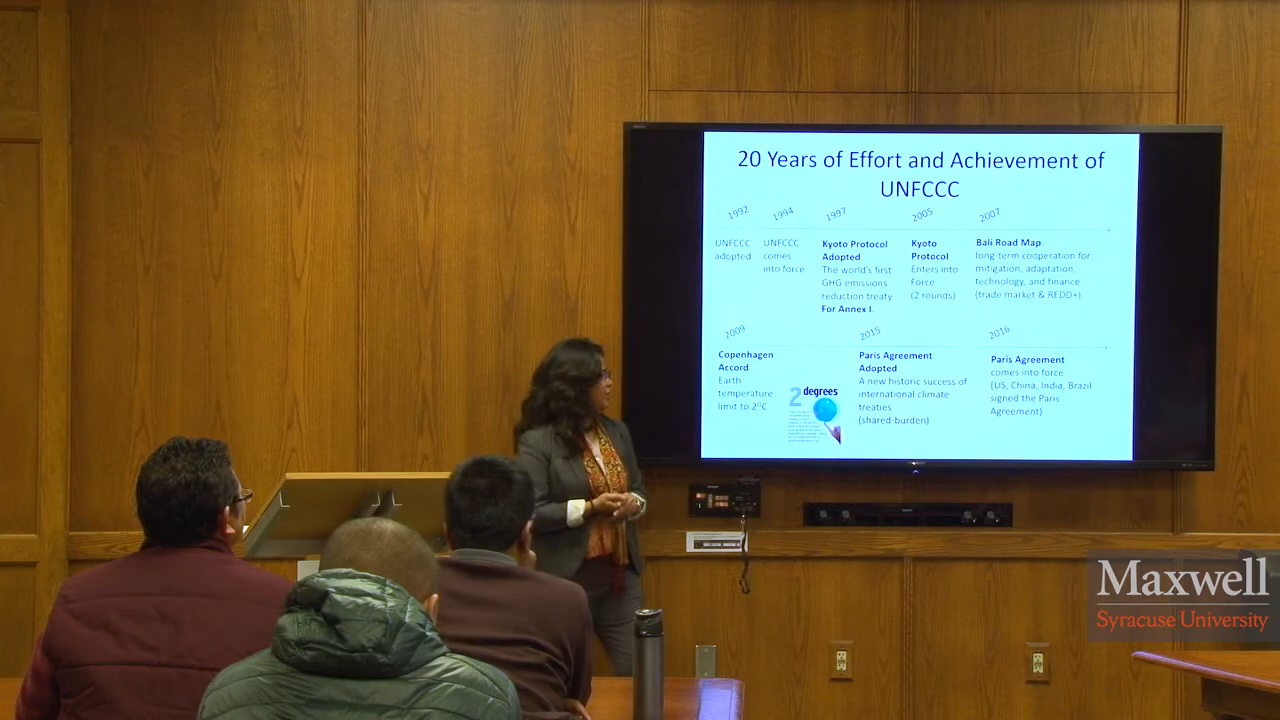 20 Years of Effort and Achievement of
UNFCCC
1992
1994
1997
2005
2007
UNFCCC
adopted
UNFCCC
comes
into force
Kyoto Protocol
Adopted
The world's first
GHG emissions
reduction treaty
For Annex I.
Kyoto
Protocol
Enters into
Force
(2 rounds)
Bali Road Map:
long-term cooperation for
mitigation, adaptation,
technology, and finance
(trade market & REDD+)
2009
2015
2016
Copenhagen
Accord
Earth
temperature
limit to 2°C
2 degrees
Paris Agreement
Adopted
A new historic success of
international climate
treaties
(shared-burden)
Paris Agreement
comes into force
(US, China, India, Brazil
signed the Paris
Agreement)
Maxwell
Syracuse University